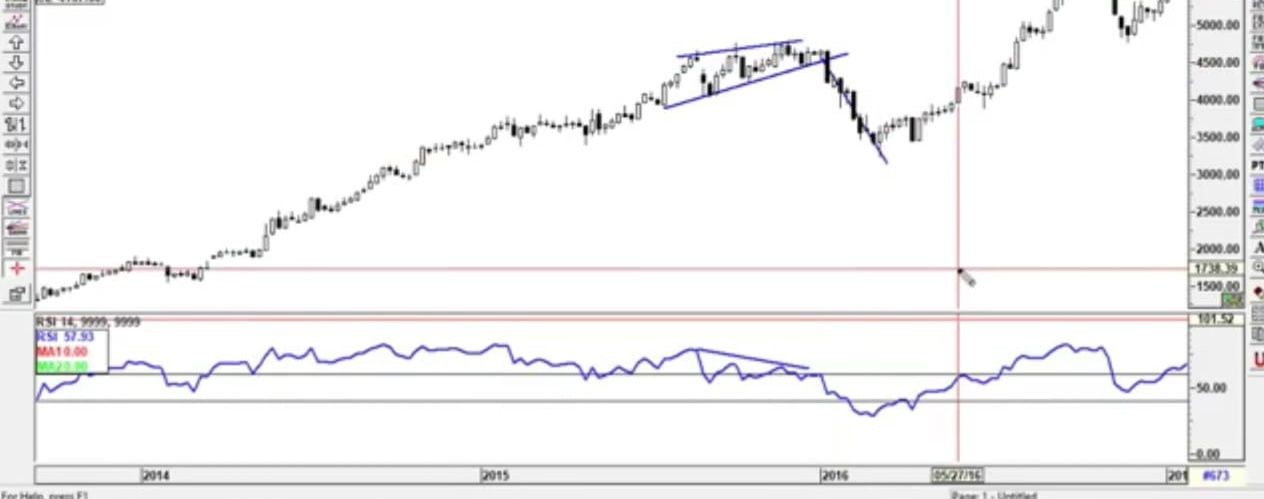 5000.00
4500.00
4000.00
3500.00
3000.00
2500.00
2000.00
1738.39
1500.00
RSI 14, 9999, 9999
101.52
RSI 57.93
MA10.00
MA20.00
50.00
0.00
2014
2015
2016
05/27/16
201
#673
For Help, press F1
Page: 1 - Untitled
PT
A
U